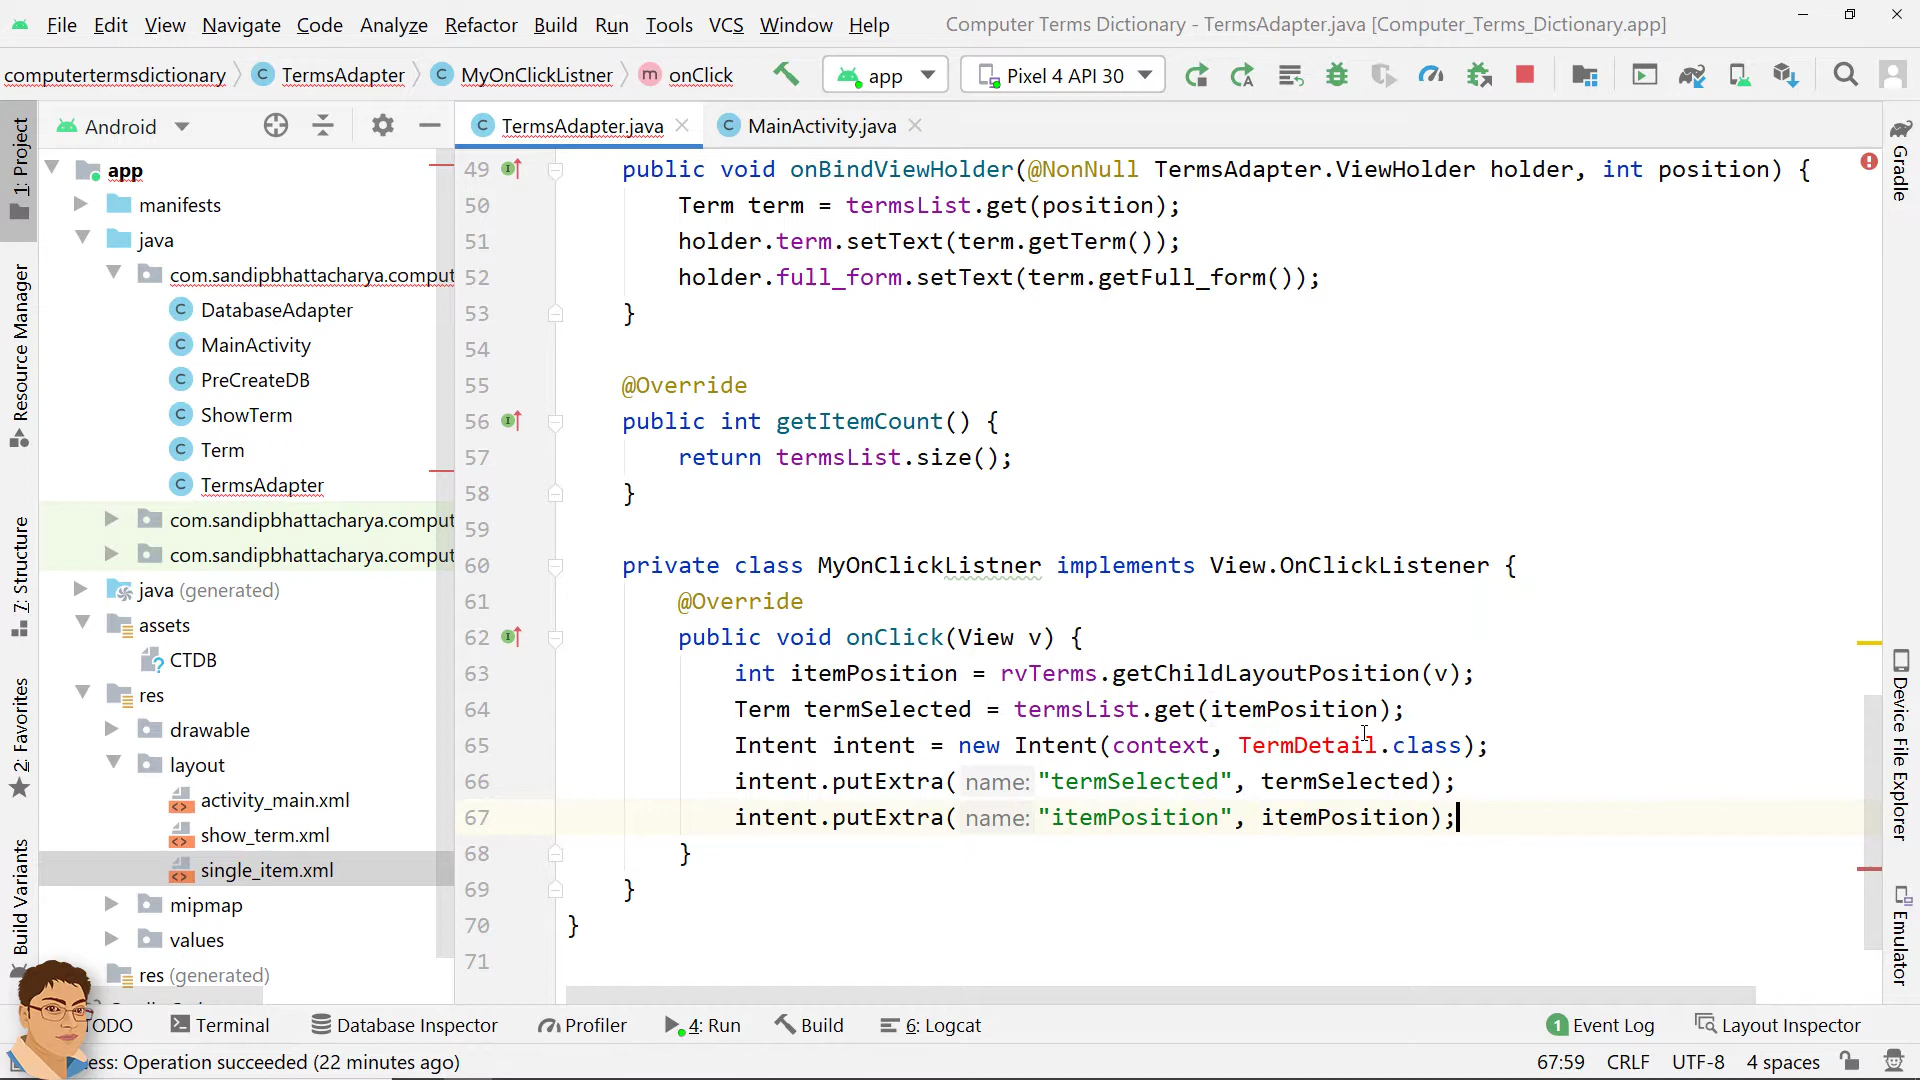 File Edit View Navigate Code Analyze Refactor Build Run Tools VCS Window Help Computer Terms Dictionary - TermsAdapter.java [Computer_Terms_Dictionary.app]
computertermsdictionary TermsAdapter MyOnClickListner onClick app Pixel 4 API 30
Android TermsAdapter.java MainActivity.java
1: Project
Resource Manager
7: Structure
2: Favorites
Build Variants
app
manifests
java
com.sandipbhattacharya.comput
DatabaseAdapter
MainActivity
PreCreateDB
ShowTerm
Term
TermsAdapter
com.sandipbhattacharya.comput
com.sandipbhattacharya.comput
java (generated)
assets
CTDB
res
drawable
layout
activity_main.xml
show_term.xml
single_item.xml
mipmap
values
res (generated)
49 public void onBindViewHolder(@NonNull TermsAdapter.ViewHolder holder, int position) {
50 Term term = termsList.get(position);
51 holder.term.setText(term.getTerm());
52 holder.full_form.setText(term.getFull_form());
53 }
54
55 @Override
56 public int getItemCount() {
57 return termsList.size();
58 }
59
60 private class MyOnClickListner implements View.OnClickListener {
61 @Override
62 public void onClick(View v) {
63 int itemPosition = rvTerms.getChildLayoutPosition(v);
64 Term termSelected = termsList.get(itemPosition);
65 Intent intent = new Intent(context, TermDetail.class);
66 intent.putExtra( name: "termSelected", termSelected);
67 intent.putExtra( name: "itemPosition", itemPosition);
68 }
69 }
70 }
71
Gradle
Device File Explorer
Emulator
TODO Terminal Database Inspector Profiler 4: Run Build 6: Logcat 1 Event Log Layout Inspector
ess: Operation succeeded (22 minutes ago) 67:59 CRLF UTF-8 4 spaces